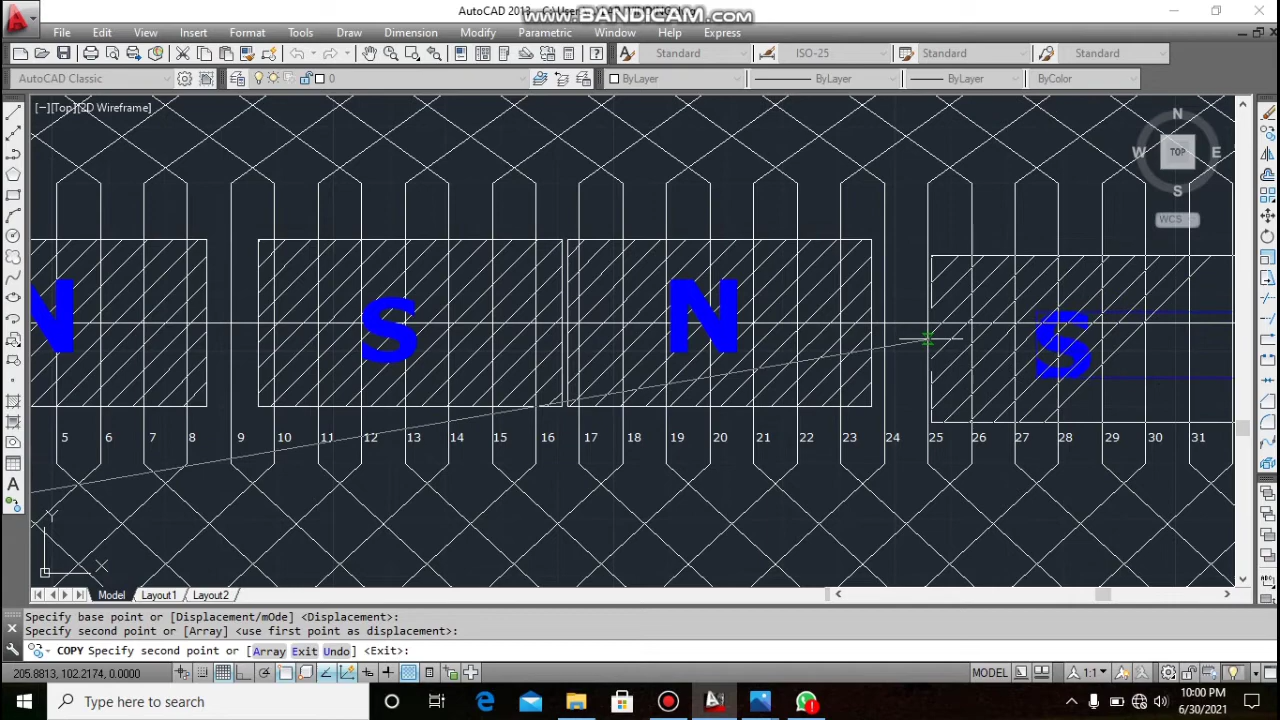 AutoCAD 2013 C:\User
www.BANDICAM.com
File Edit View Insert Format Tools Draw Dimension Modify Parametric Window Help Express
Standard ISO-25 Standard Standard
AutoCAD Classic 0 ByLayer ByLayer ByLayer ByColor
[−][Top][2D Wireframe]
N
W TOP E
S
WCS
N S N S
5 6 7 8 9 10 11 12 13 14 15 16 17 18 19 20 21 22 23 24 25 26 27 28 29 30 31
Y
X
Model Layout1 Layout2
Specify base point or [Displacement/mOde] <Displacement>:
Specify second point or [Array] <use first point as displacement>:
COPY Specify second point or [Array Exit Undo] <Exit>:
205.8813, 102.2174, 0.0000 MODEL 1:1
Type here to search
10:00 PM
6/30/2021